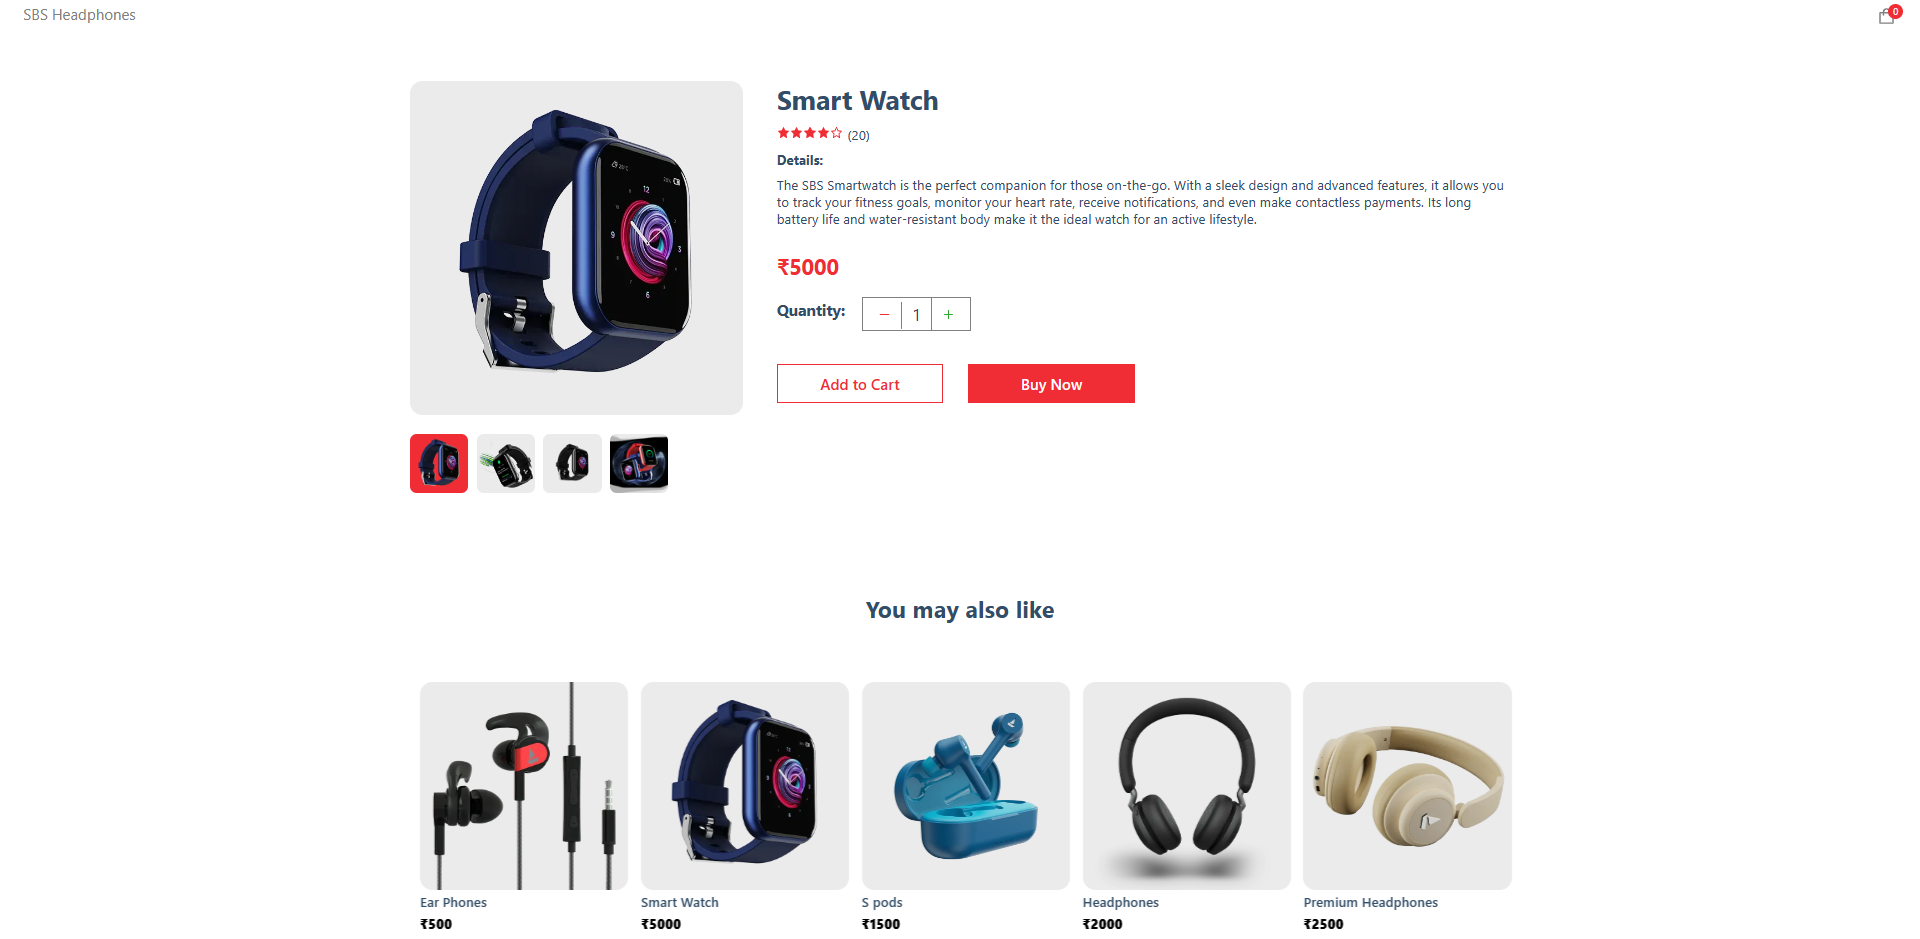 SBS Headphones
0
Smart Watch
(20)
Details:
The SBS Smartwatch is the perfect companion for those on-the-go. With a sleek design and advanced features, it allows you
to track your fitness goals, monitor your heart rate, receive notifications, and even make contactless payments. Its long
battery life and water-resistant body make it the ideal watch for an active lifestyle.
₹5000
Quantity:
− 1 +
Add to Cart
Buy Now
12
9
3
6
You may also like
Ear Phones
₹500
Smart Watch
₹5000
S pods
₹1500
Headphones
₹2000
Premium Headphones
₹2500